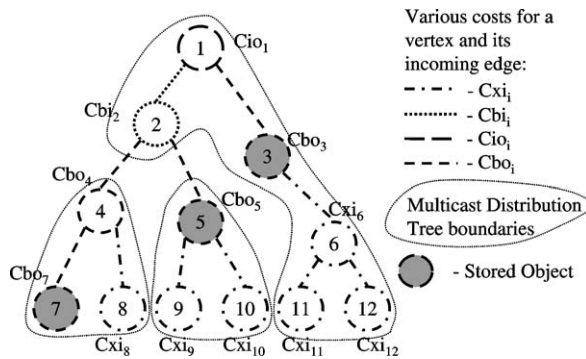 1
Cio1
Various costs for a
vertex and its
incoming edge:
- Cxii
- Cbii
- Cioi
- Cboi
Cbi2
2
Cbo3
3
Cbo4
4
Cbo5
5
Cxi6
6
Multicast Distribution
Tree boundaries
- Stored Object
Cbo7
7
8
9
10
11
12
Cxi8
Cxi9
Cxi10
Cxi11
Cxi12